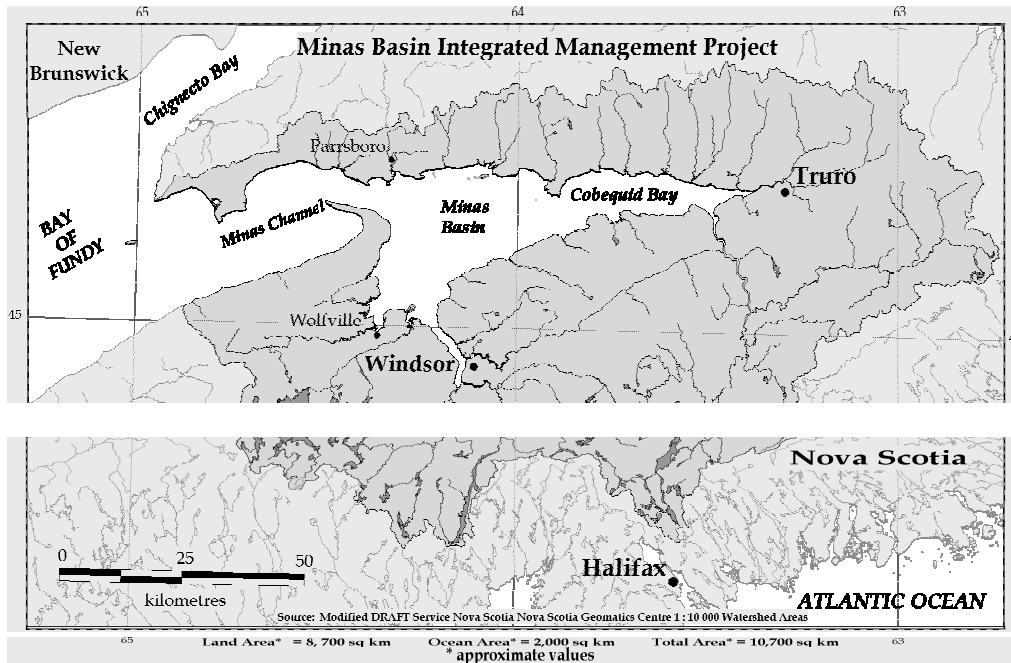 65 64 63
Minas Basin Integrated Management Project
New
Brunswick
Chignecto Bay
Parrsboro
Truro
Cobequid Bay
Minas
Basin
Minas Channel
BAY
OF
FUNDY
45
Wolfville
Windsor
Nova Scotia
0 25 50
kilometres
Halifax
ATLANTIC OCEAN
Source: Modified DRAFT Service Nova Scotia Nova Scotia Geomatics Centre 1 : 10 000 Watershed Areas
65 63
Land Area* = 8, 700 sq km Ocean Area* = 2,000 sq km Total Area* = 10,700 sq km
* approximate values